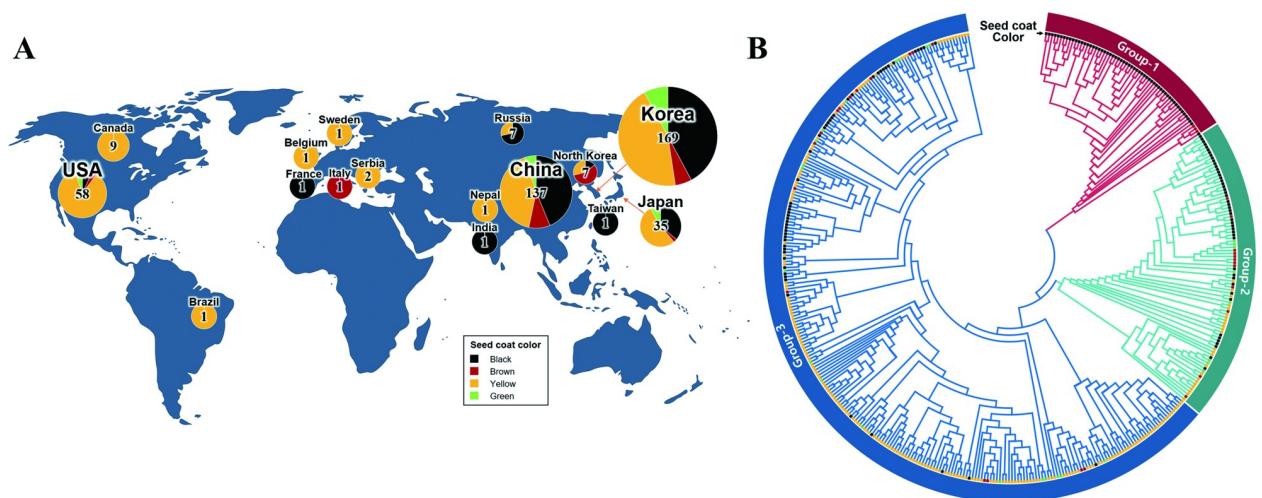 A
B
Canada
9
USA
58
Sweden
1
Belgium
1
Serbia
2
France
1
Italy
1
Russia
7
Korea
169
North Korea
7
China
137
Nepal
1
India
1
Taiwan
1
Japan
35
Brazil
1
Seed coat color
Black
Brown
Yellow
Green
Seed coat
Color
Group-1
Group-2
Group-3